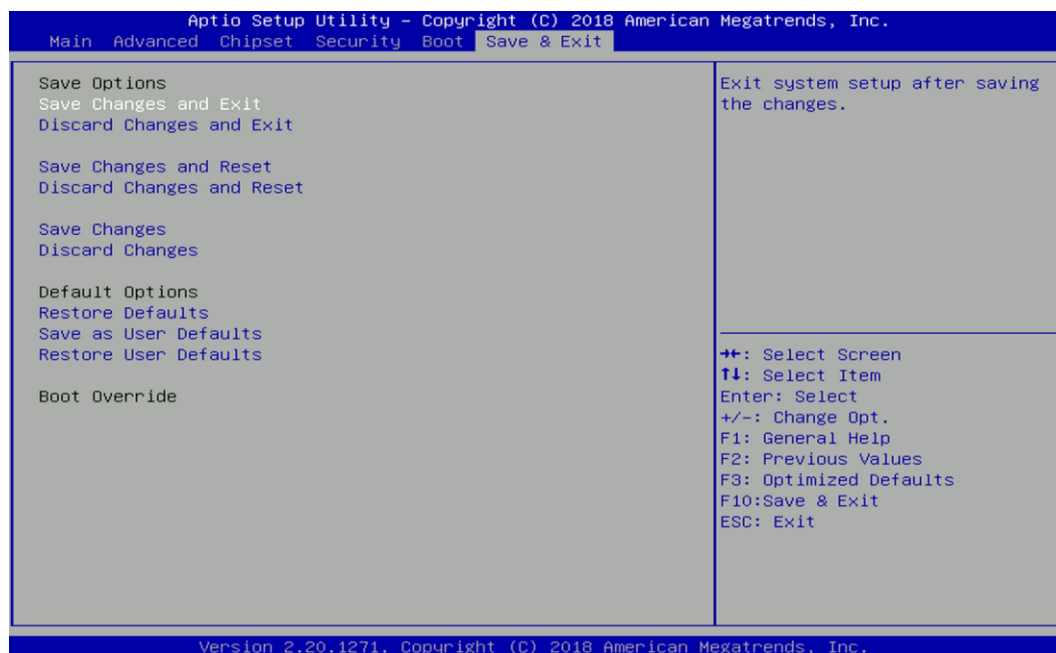 Aptio Setup Utility – Copyright (C) 2018 American Megatrends, Inc.
Main Advanced Chipset Security Boot Save & Exit
Save Options
Save Changes and Exit
Discard Changes and Exit
Save Changes and Reset
Discard Changes and Reset
Save Changes
Discard Changes
Default Options
Restore Defaults
Save as User Defaults
Restore User Defaults
Boot Override
Exit system setup after saving
the changes.
→←: Select Screen
↑↓: Select Item
Enter: Select
+/-: Change Opt.
F1: General Help
F2: Previous Values
F3: Optimized Defaults
F10:Save & Exit
ESC: Exit
Version 2.20.1271. Copyright (C) 2018 American Megatrends, Inc.